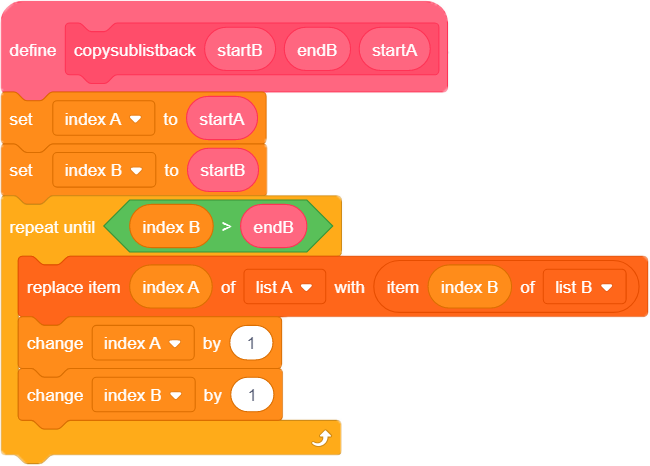 define copysublistback startB endB startA
set index A to startA
set index B to startB
repeat until index B > endB
replace item index A of list A with item index B of list B
change index A by 1
change index B by 1